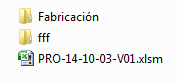 Fabricación
fff
PRO-14-10-03-V01.xlsm